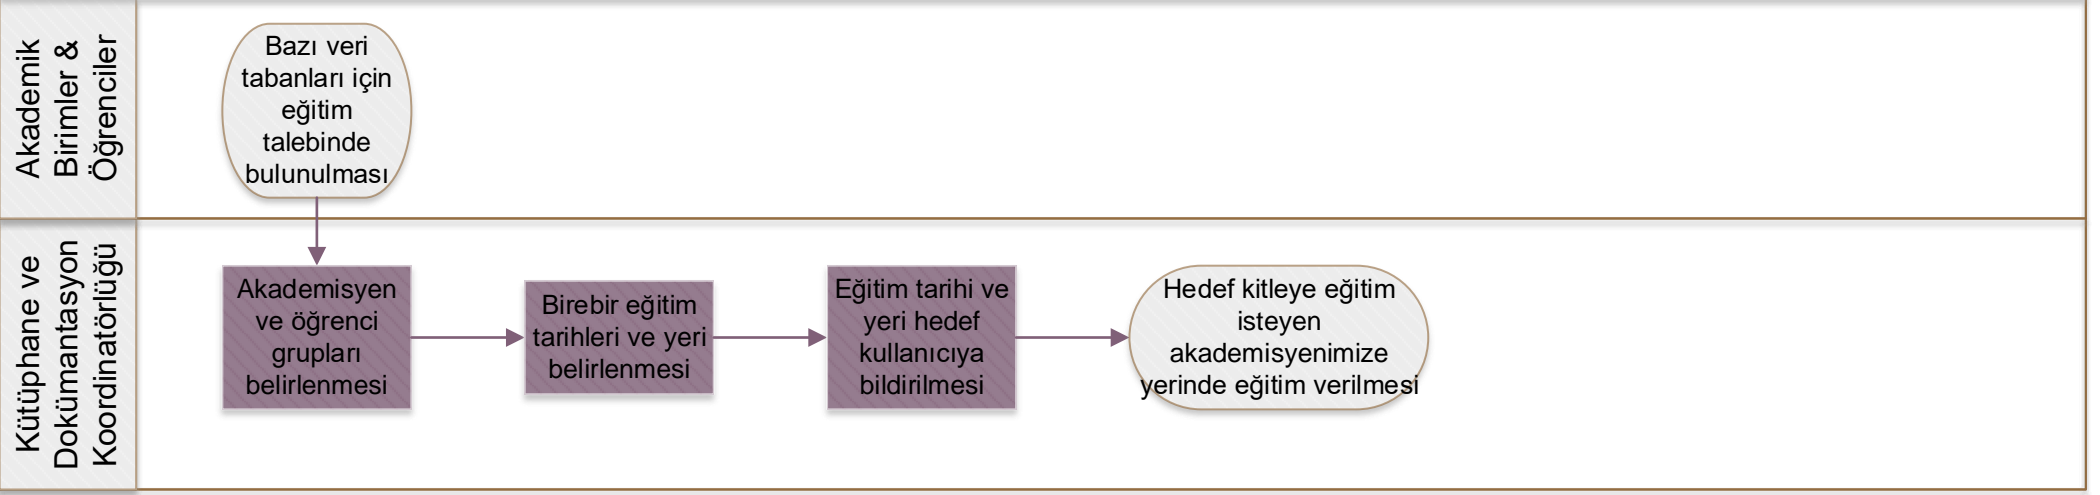 Akademik
Birimler &
Öğrenciler
Bazı veri
tabanları için
eğitim
talebinde
bulunulması
Kütüphane ve
Dokümantasyon
Koordinatörlüğü
Akademisyen
ve öğrenci
grupları
belirlenmesi
Birebir eğitim
tarihleri ve yeri
belirlenmesi
Eğitim tarihi ve
yeri hedef
kullanıcıya
bildirilmesi
Hedef kitleye eğitim
isteyen
akademisyenimize
yerinde eğitim verilmesi